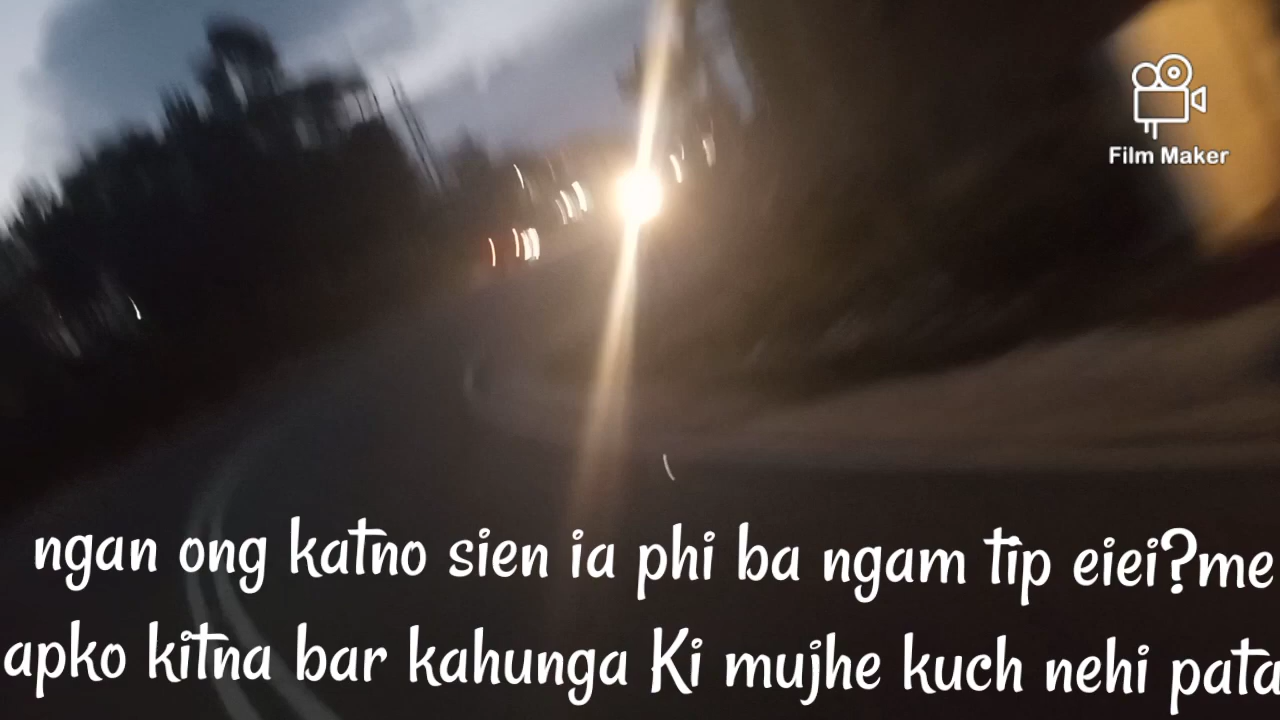 Film Maker
ngan ong katno sien ia phi ba ngam tip eiei?me
apko kitna bar kahunga Ki mujhe kuch nehi pata